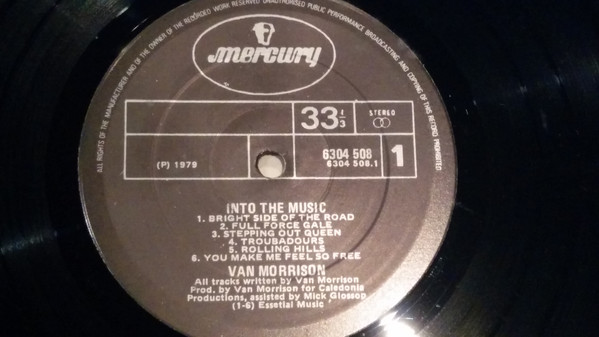 ALL RIGHTS OF THE MANUFACTURER AND OF THE OWNER OF THE RECORDED WORK RESERVED UNAUTHORISED PUBLIC PERFORMANCE BROADCASTING AND COPYING OF THIS RECORD PROHIBITED
mercury
33 1/3
STEREO
(P) 1979
6304 508
6304 508.1
1
INTO THE MUSIC
1. BRIGHT SIDE OF THE ROAD
2. FULL FORCE GALE
3. STEPPING OUT QUEEN
4. TROUBADOURS
5. ROLLING HILLS
6. YOU MAKE ME FEEL SO FREE
VAN MORRISON
All tracks written by Van Morrison
Prod. by Van Morrison for Caledonia
Productions, assisted by Mick Glossop
(1-6) Essetial Music